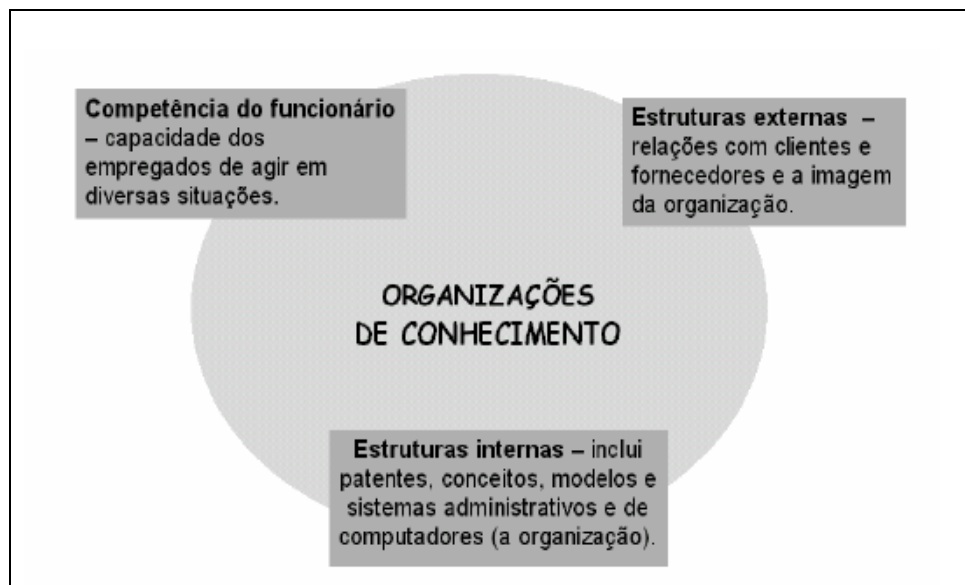 Competência do funcionário
– capacidade dos
empregados de agir em
diversas situações.
Estruturas externas –
relações com clientes e
fornecedores e a imagem
da organização.
ORGANIZAÇÕES
DE CONHECIMENTO
Estruturas internas – inclui
patentes, conceitos, modelos e
sistemas administrativos e de
computadores (a organização).